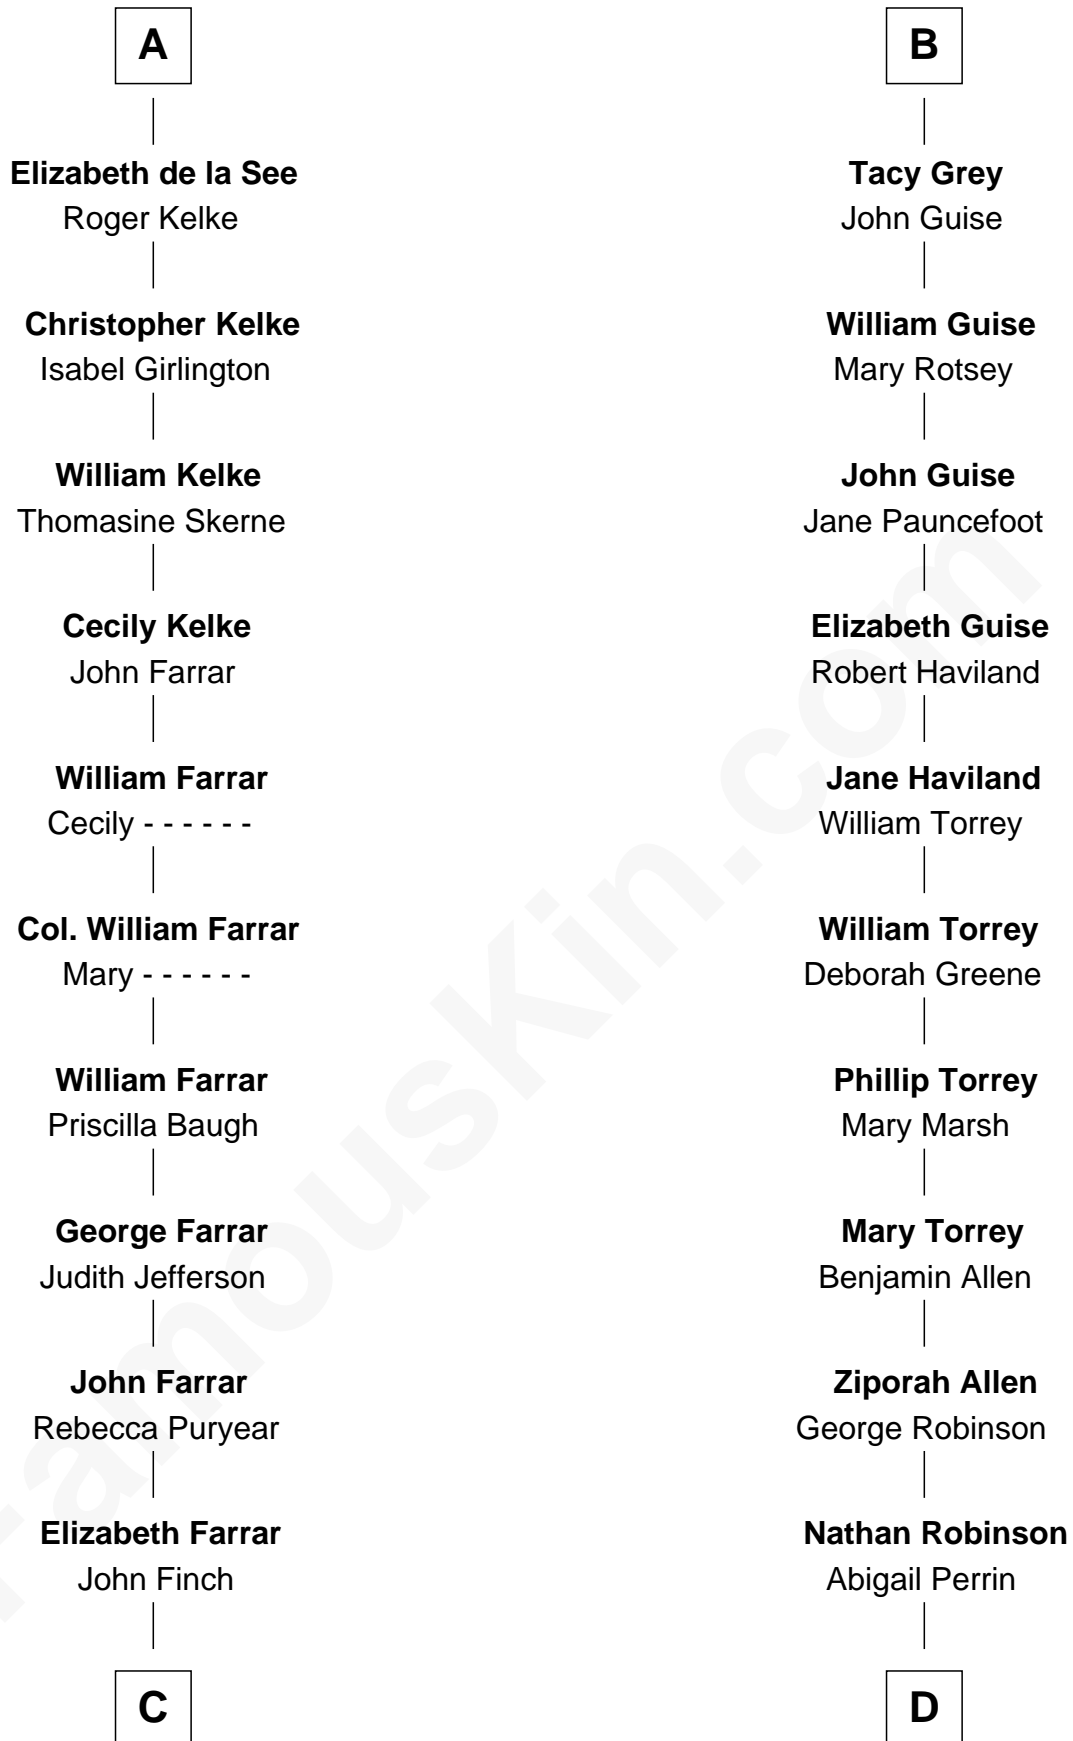 A
Elizabeth de la See
Roger Kelke
Christopher Kelke
Isabel Girlington
William Kelke
Thomasine Skerne
Cecily Kelke
John Farrar
William Farrar
Cecily - - - - - -
Col. William Farrar
Mary - - - - - -
William Farrar
Priscilla Baugh
George Farrar
Judith Jefferson
John Farrar
Rebecca Puryear
Elizabeth Farrar
John Finch
C
B
Tacy Grey
John Guise
William Guise
Mary Rotsey
John Guise
Jane Pauncefoot
Elizabeth Guise
Robert Haviland
Jane Haviland
William Torrey
William Torrey
Deborah Greene
Phillip Torrey
Mary Marsh
Mary Torrey
Benjamin Allen
Ziporah Allen
George Robinson
Nathan Robinson
Abigail Perrin
D
FamousKin.com